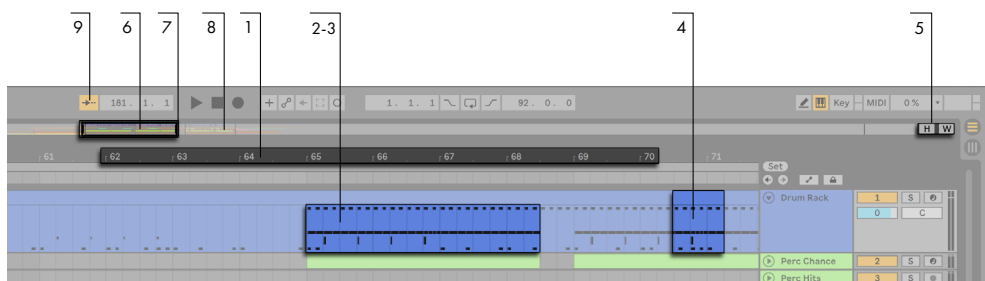 9 6 7 8 1 2-3 4 5
181. 1. 1
1. 1. 1
92. 0. 0
Key MIDI 0 %
H W
61 62 63 64 65 66 67 68 69 70 71
Set
Drum Rack 1 S
0 C
Perc Chance 2 S
Perc Hits 3 S